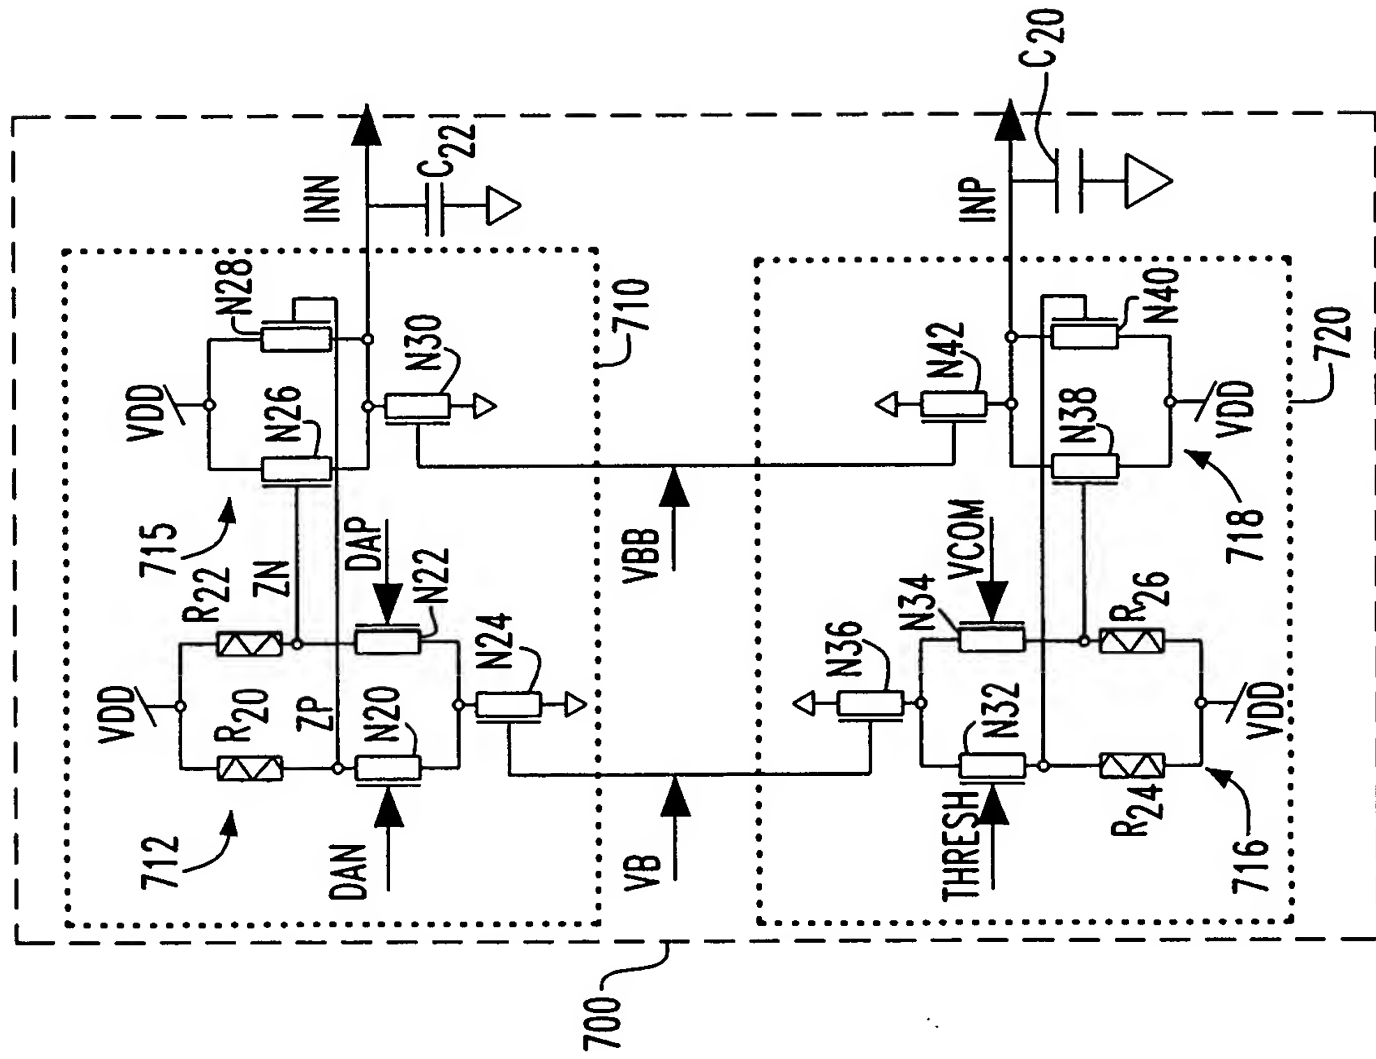 700
710
720
712
715
716
718
VDD
VDD
R20
R22
ZP
ZN
N20
N22
N24
DAN
DAP
N26
N28
N30
INN
C22
VB
VBB
THRESH
VCOM
N32
N34
N36
R24
R26
VDD
N38
N40
N42
VDD
INP
C20